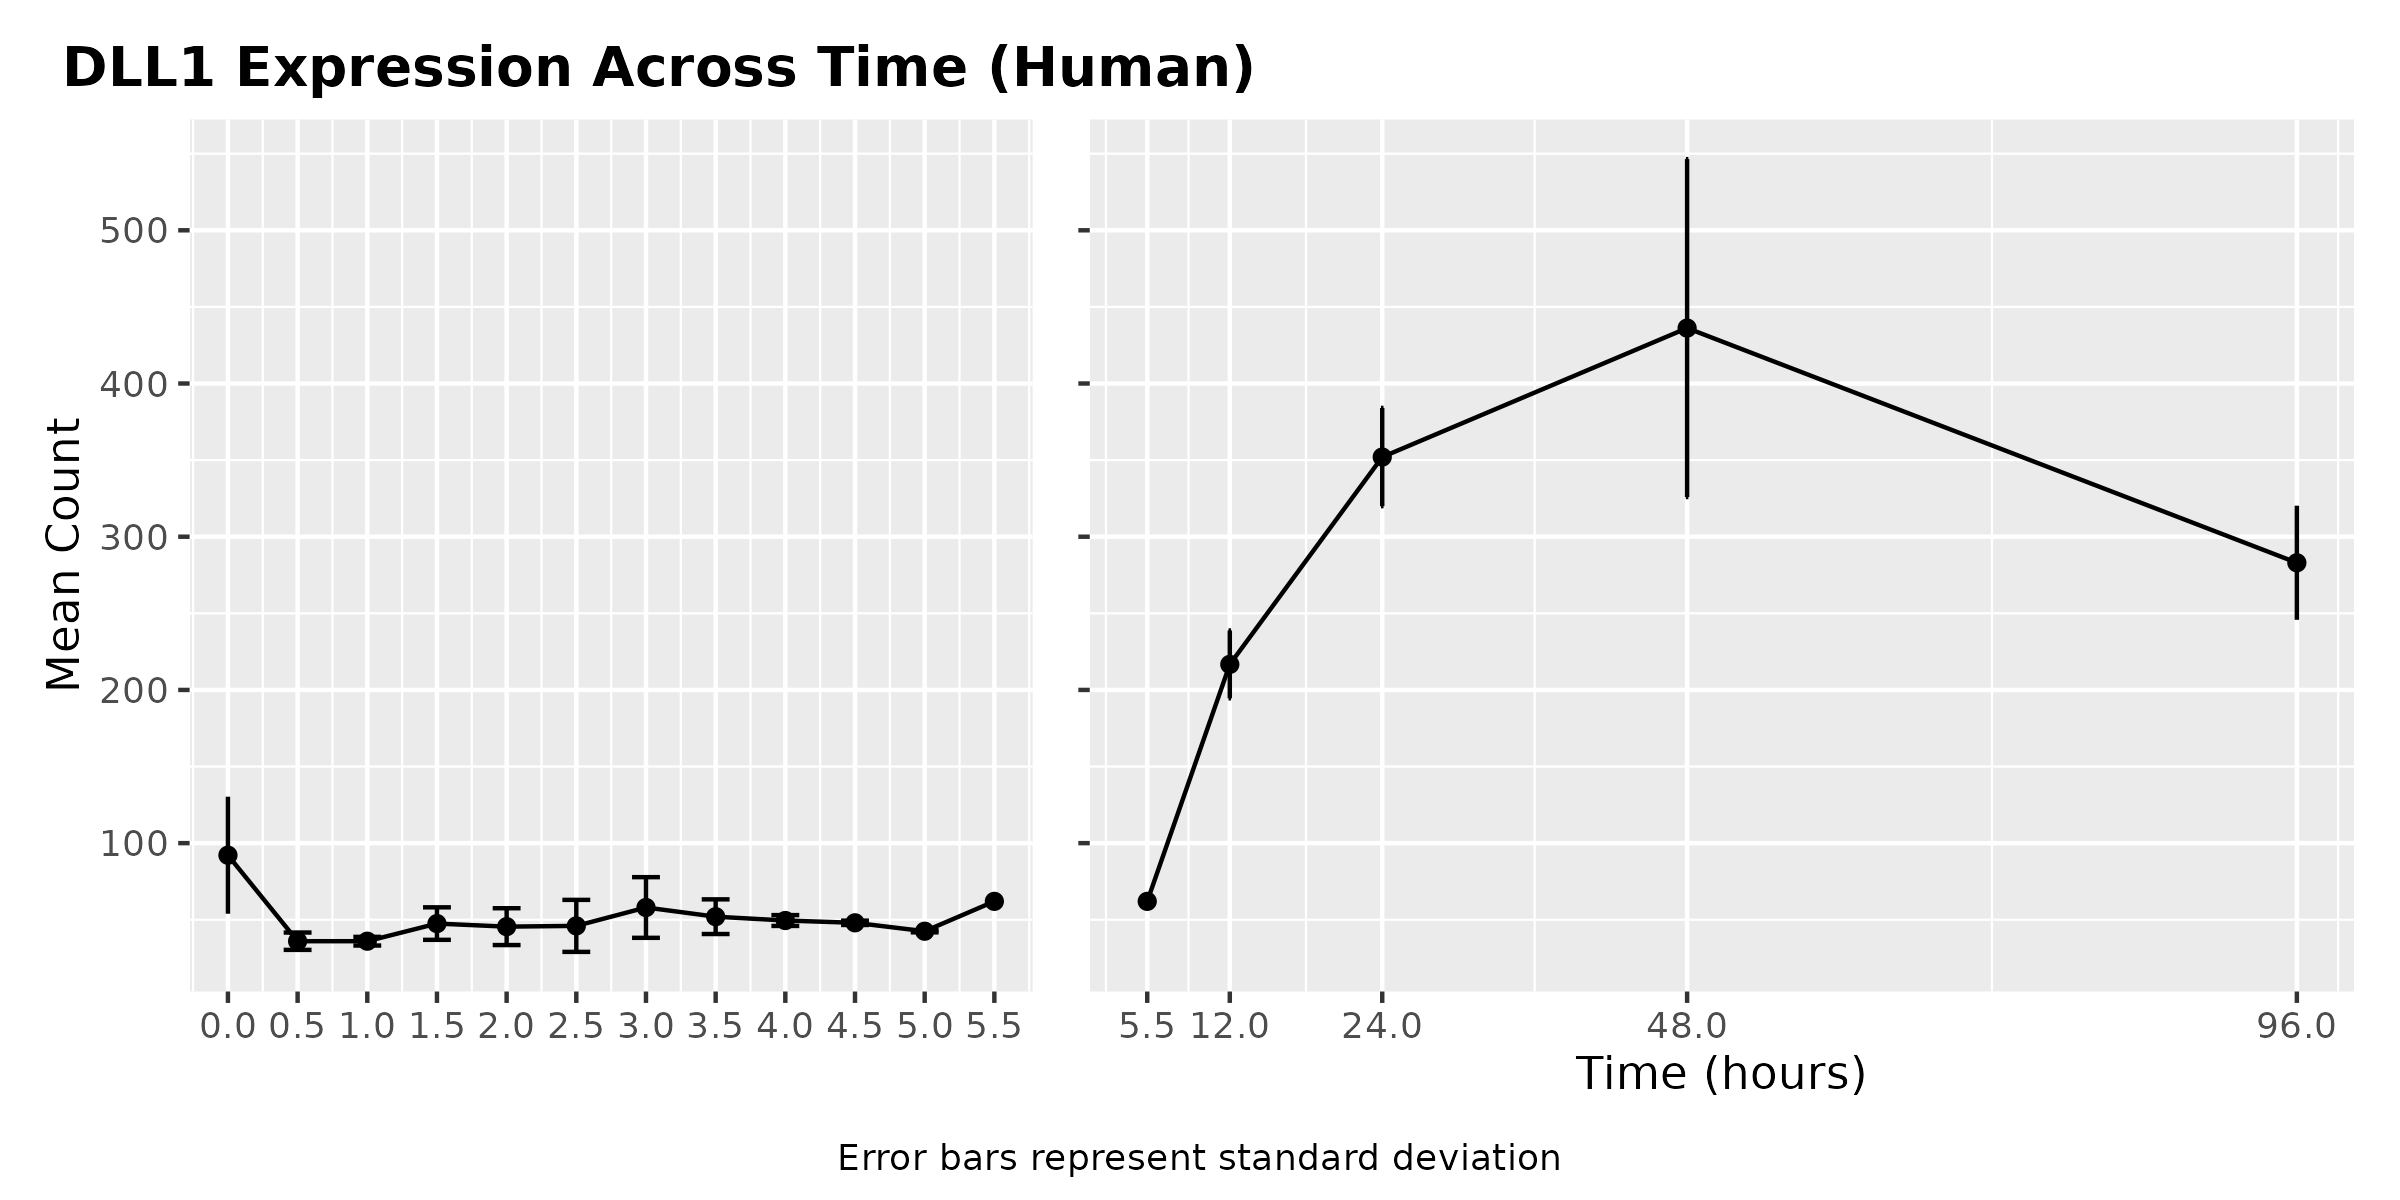 DLL1 Expression Across Time (Human)
Mean Count
500
400
300
200
100
0.0 0.5 1.0 1.5 2.0 2.5 3.0 3.5 4.0 4.5 5.0 5.5
5.5 12.0 24.0 48.0 96.0
Time (hours)
Error bars represent standard deviation